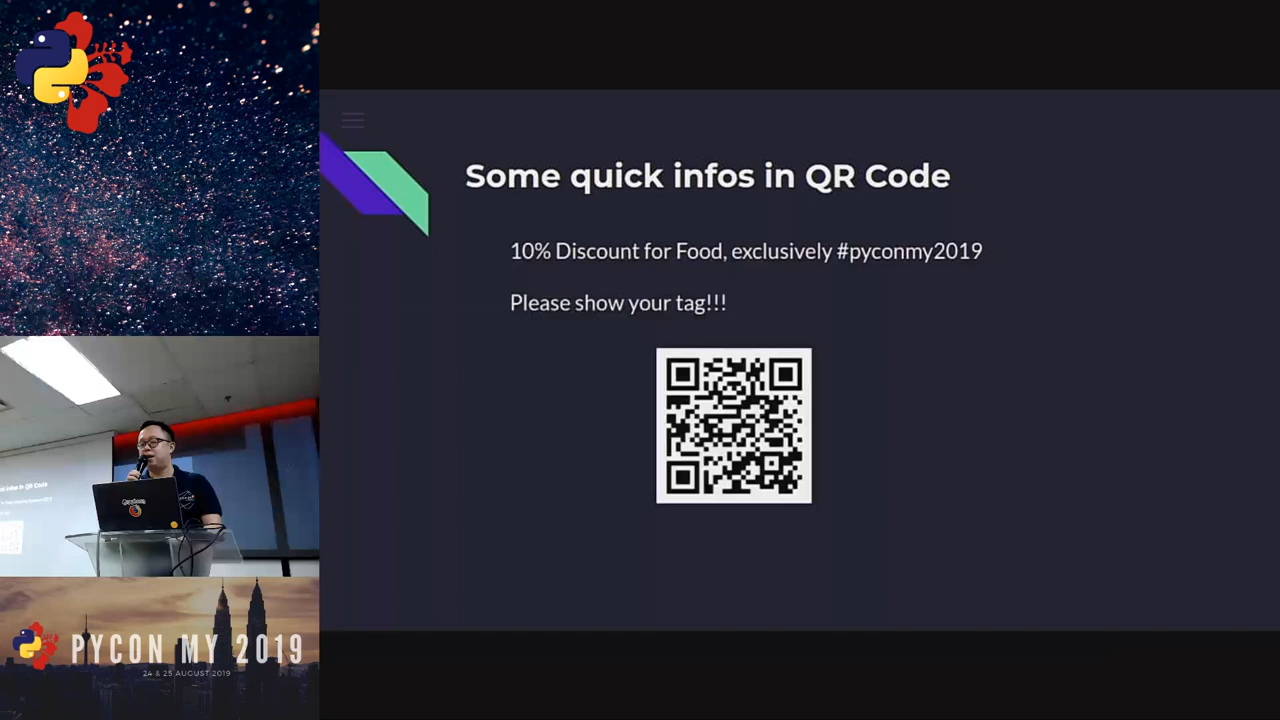 Some quick infos in QR Code
10% Discount for Food, exclusively #pyconmy2019
Please show your tag!!!
PYCON MY 2019
24 & 25 AUGUST 2019